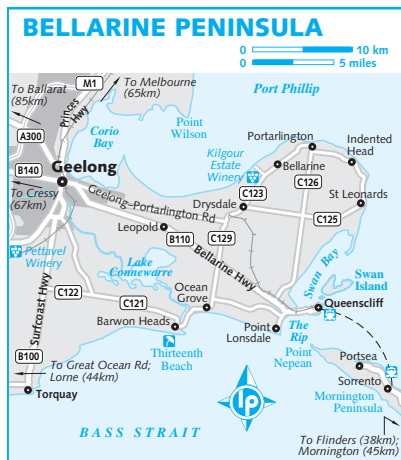 BELLARINE PENINSULA
0 10 km
0 5 miles
To Ballarat
(85km)
M1
To Melbourne
(65km)
Port Phillip
Princes
Hwy
Corio
Bay
Point
Wilson
A300
Portarlington
Indented
Head
Kilgour
Estate
Winery
Bellarine
B140
Geelong
To Cressy
(67km)
C123
C126
St Leonards
Geelong–Portarlington Rd
Drysdale
C125
Leopold
B110
C129
Pettavel
Winery
Bellarine Hwy
Swan Bay
Lake
Connewarre
Swan
Island
C122
C121
Ocean
Grove
Queenscliff
Surfcoast Hwy
Barwon Heads
Point
Lonsdale
The
Rip
Thirteenth
Beach
Point
Nepean
B100
Portsea
To Great Ocean Rd;
Lorne (44km)
Sorrento
Torquay
Mornington
Peninsula
lp
BASS STRAIT
To Flinders (38km);
Mornington (45km)